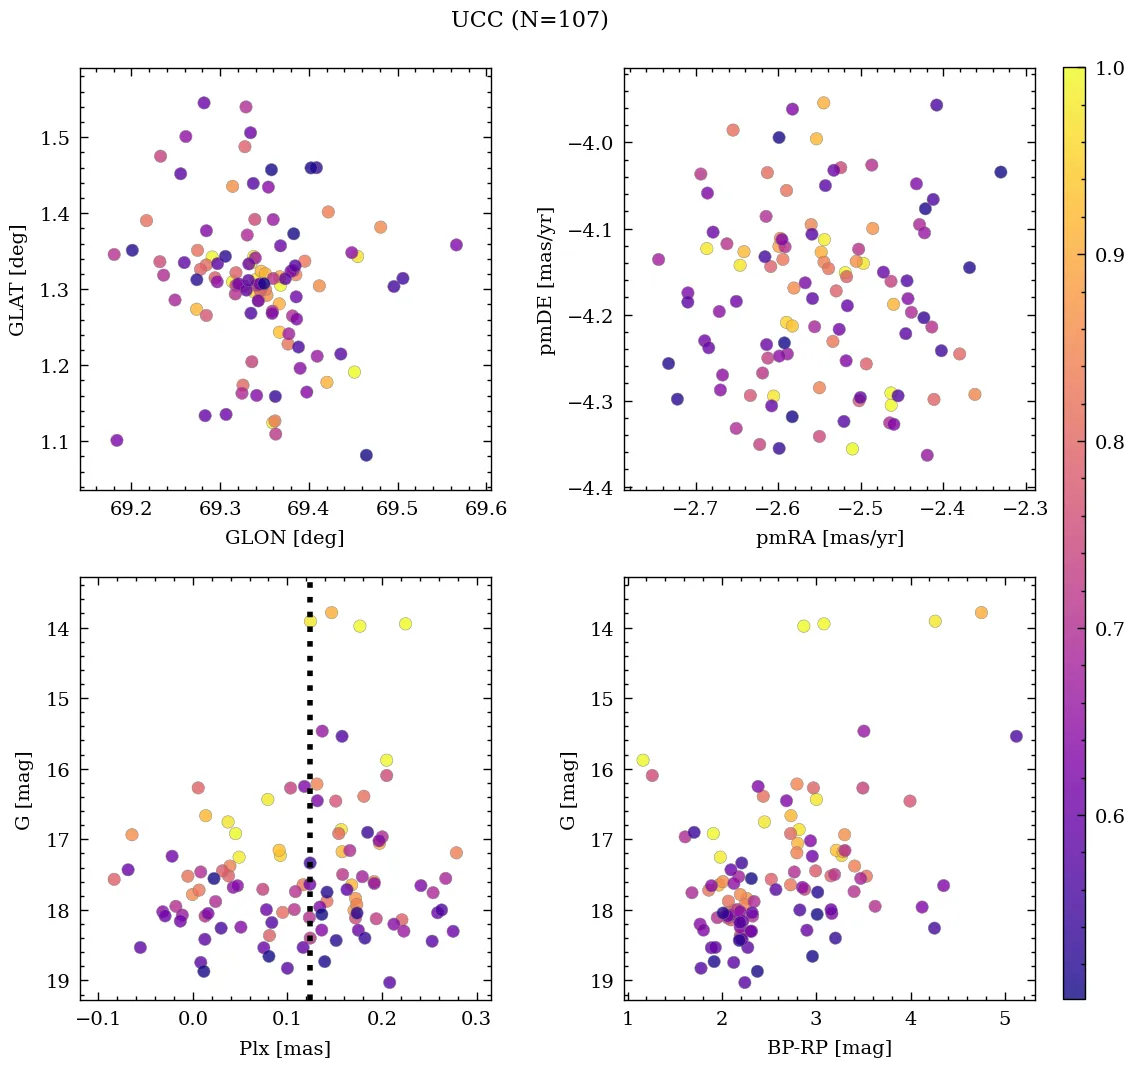 UCC (N=107)
1.5
1.4
1.3
1.2
1.1
GLAT [deg]
69.2 69.3 69.4 69.5 69.6
GLON [deg]
−4.0
−4.1
−4.2
−4.3
−4.4
pmDE [mas/yr]
−2.7 −2.6 −2.5 −2.4 −2.3
pmRA [mas/yr]
1.0
0.9
0.8
0.7
0.6
14
15
16
17
18
19
G [mag]
−0.1 0.0 0.1 0.2 0.3
Plx [mas]
14
15
16
17
18
19
G [mag]
1 2 3 4 5
BP-RP [mag]